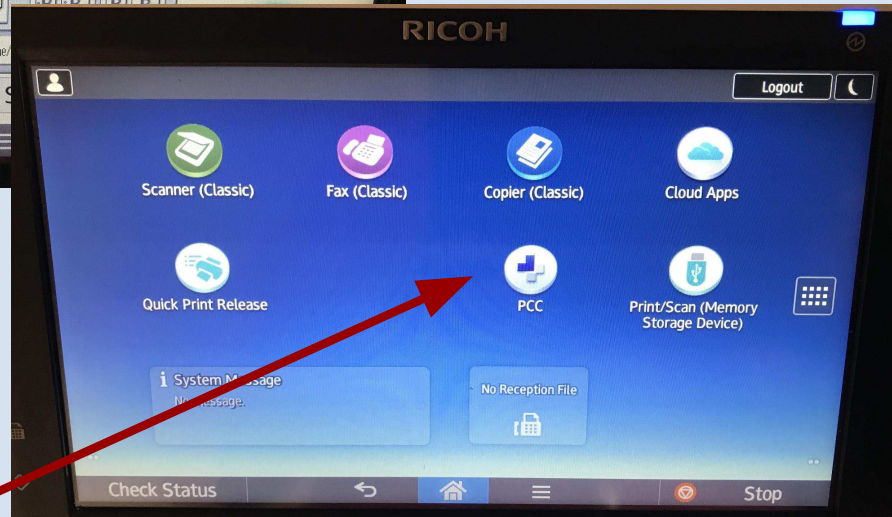 RICOH
Logout
Scanner (Classic)
Fax (Classic)
Copier (Classic)
Cloud Apps
Quick Print Release
PCC
Print/Scan (Memory
Storage Device)
System Message
No Reception File
Check Status
Stop